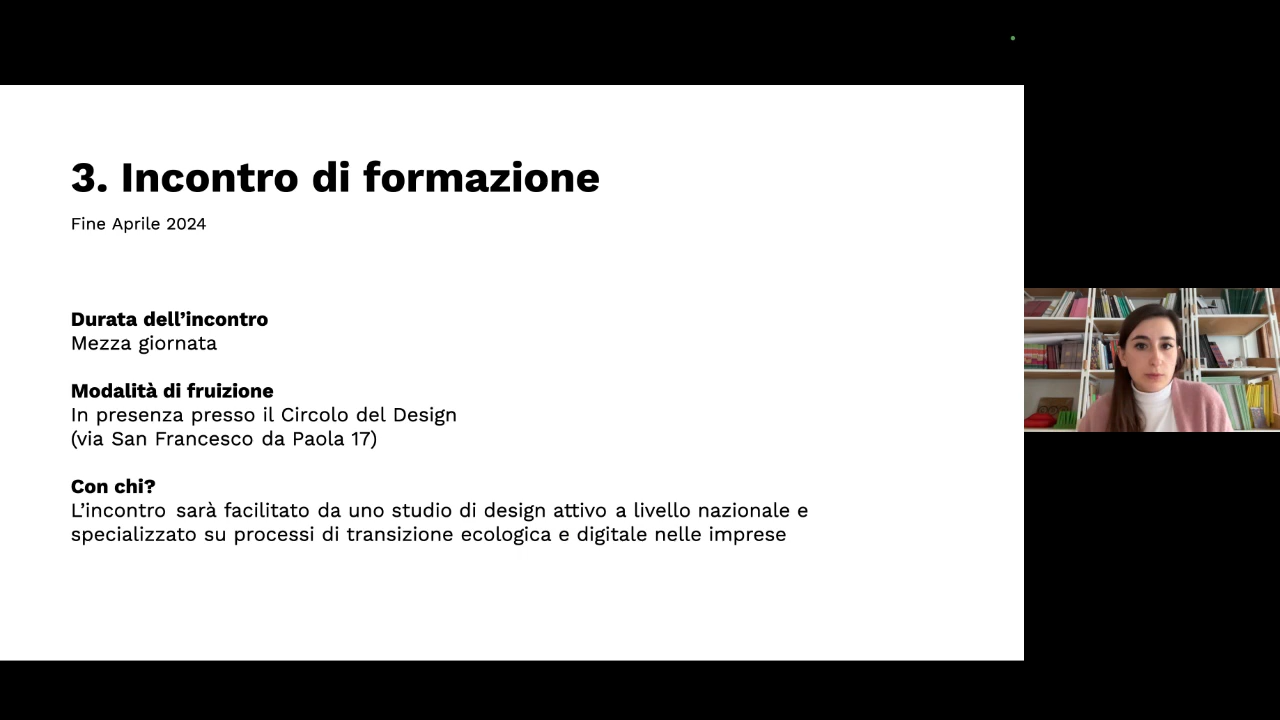 3. Incontro di formazione
Fine Aprile 2024
Durata dell’incontro
Mezza giornata
Modalità di fruizione
In presenza presso il Circolo del Design
(via San Francesco da Paola 17)
Con chi?
L’incontro sarà facilitato da uno studio di design attivo a livello nazionale e
specializzato su processi di transizione ecologica e digitale nelle imprese